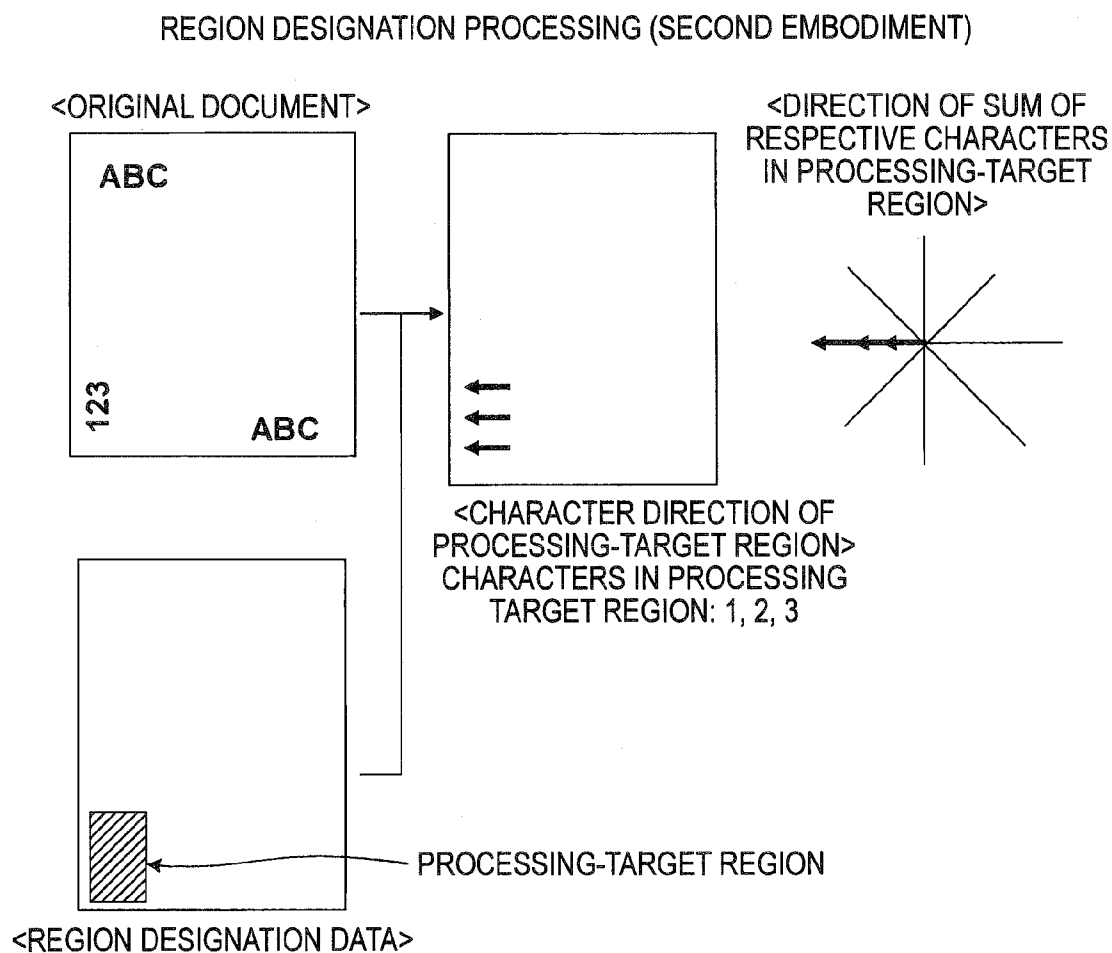 REGION DESIGNATION PROCESSING (SECOND EMBODIMENT)
<ORIGINAL DOCUMENT>
ABC
123
ABC
<DIRECTION OF SUM OF
RESPECTIVE CHARACTERS
IN PROCESSING-TARGET
REGION>
<CHARACTER DIRECTION OF
PROCESSING-TARGET REGION>
CHARACTERS IN PROCESSING
TARGET REGION: 1, 2, 3
PROCESSING-TARGET REGION
<REGION DESIGNATION DATA>